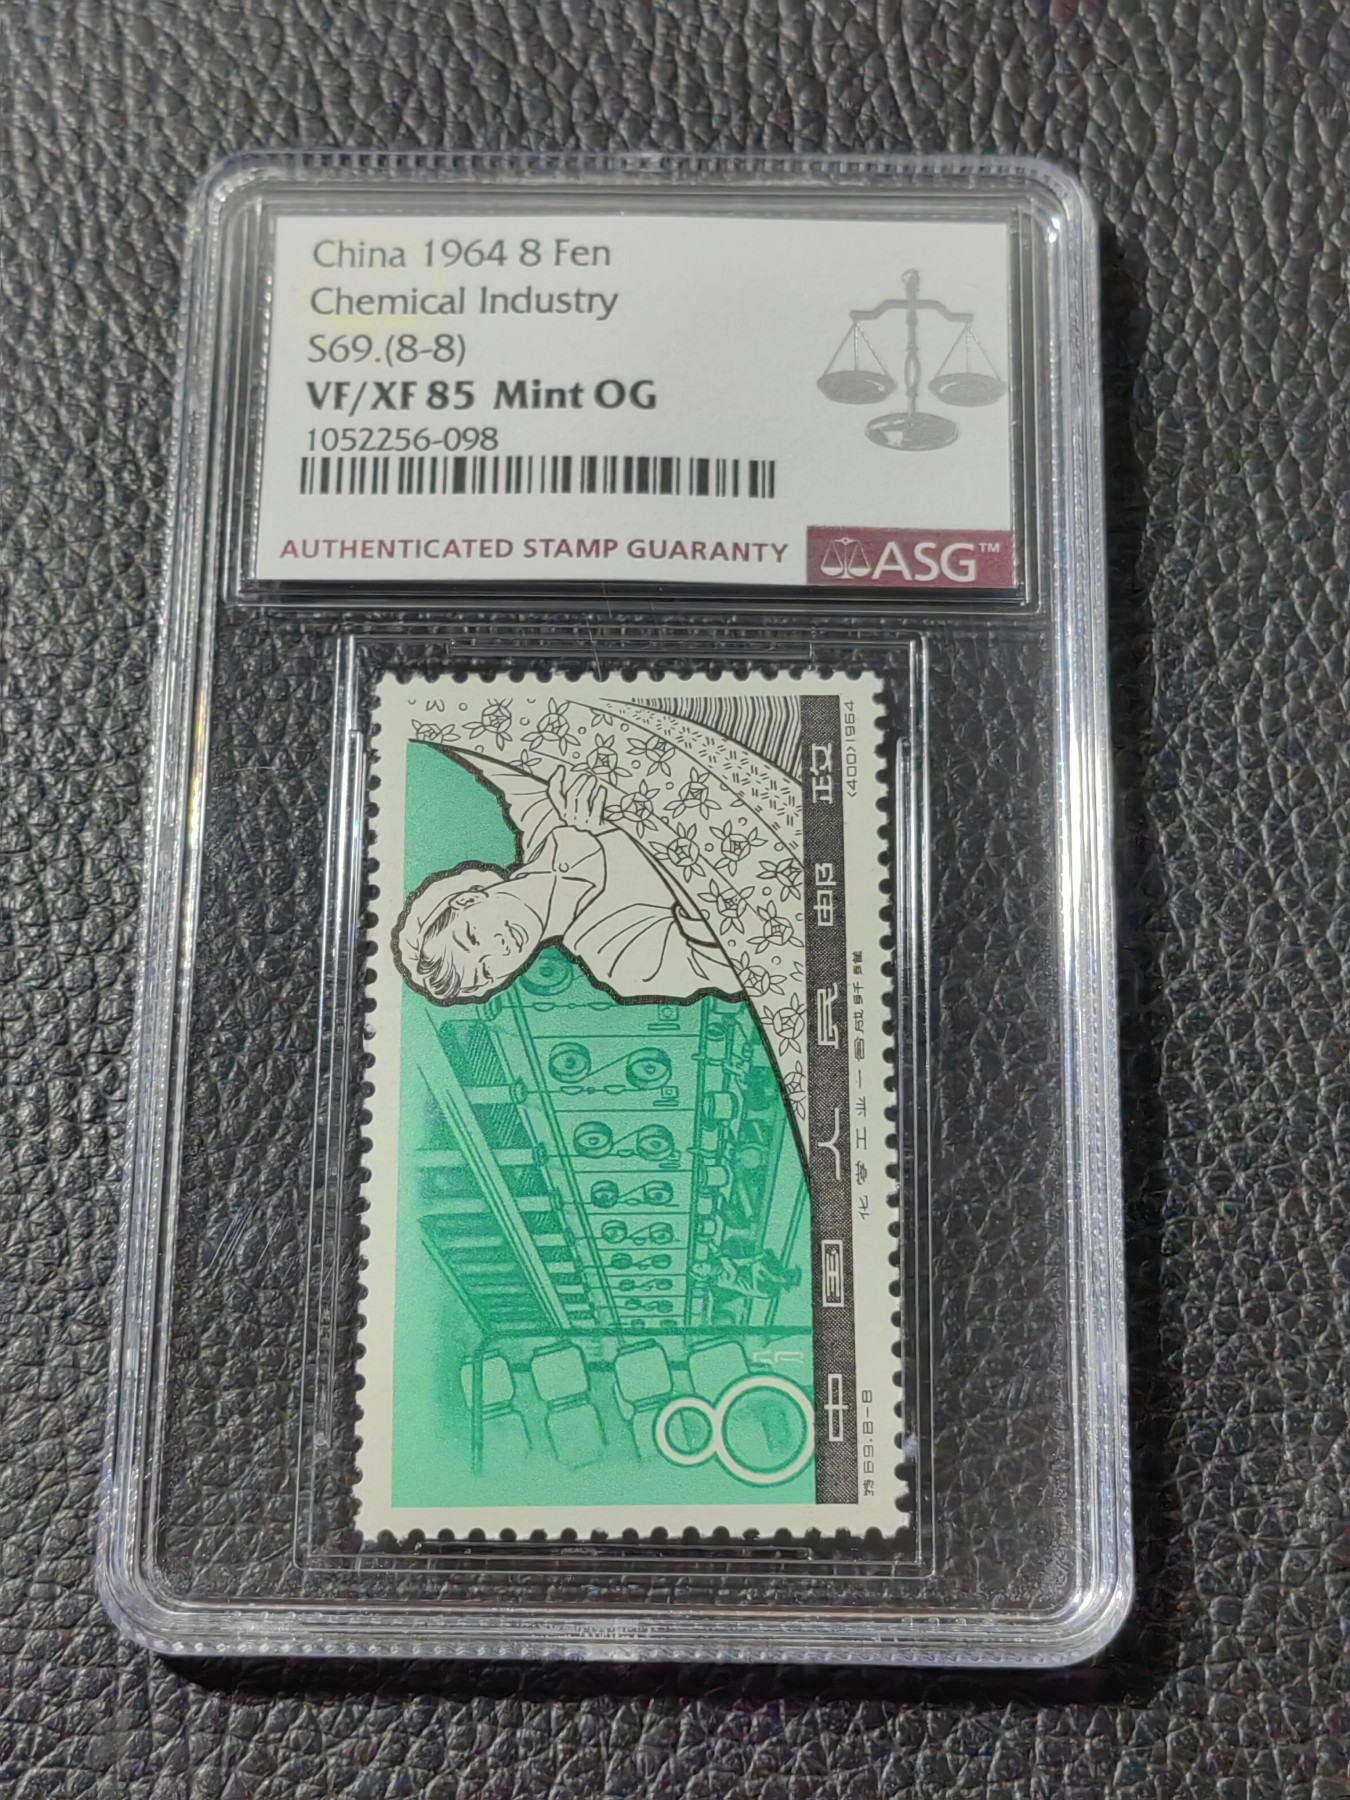 China 1964 8 Fen
Chemical Industry
S69.(8-8)
VF/XF 85 Mint OG
1052256-098
AUTHENTICATED STAMP GUARANTY
ASG™
8
分
中国人民邮政
特69.8-8
化学工业一合成纤维
(400)1964